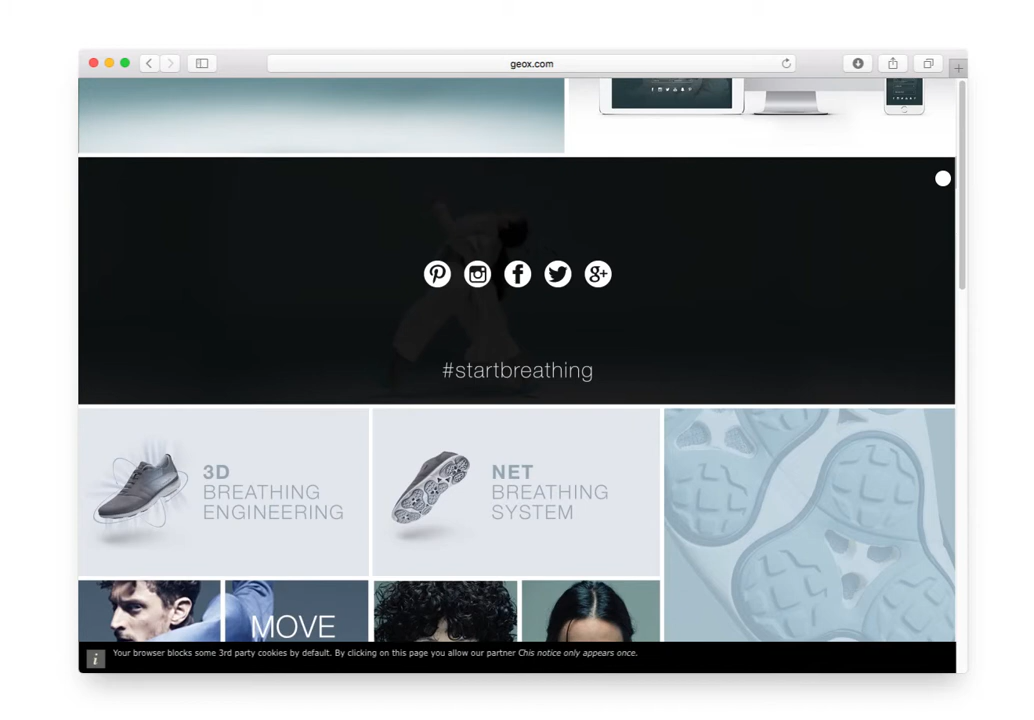 geox.com
#startbreathing
3D
BREATHING
ENGINEERING
NET
BREATHING
SYSTEM
MOVE
Your browser blocks some 3rd party cookies by default. By clicking on this page you allow our partner Chis notice only appears once.